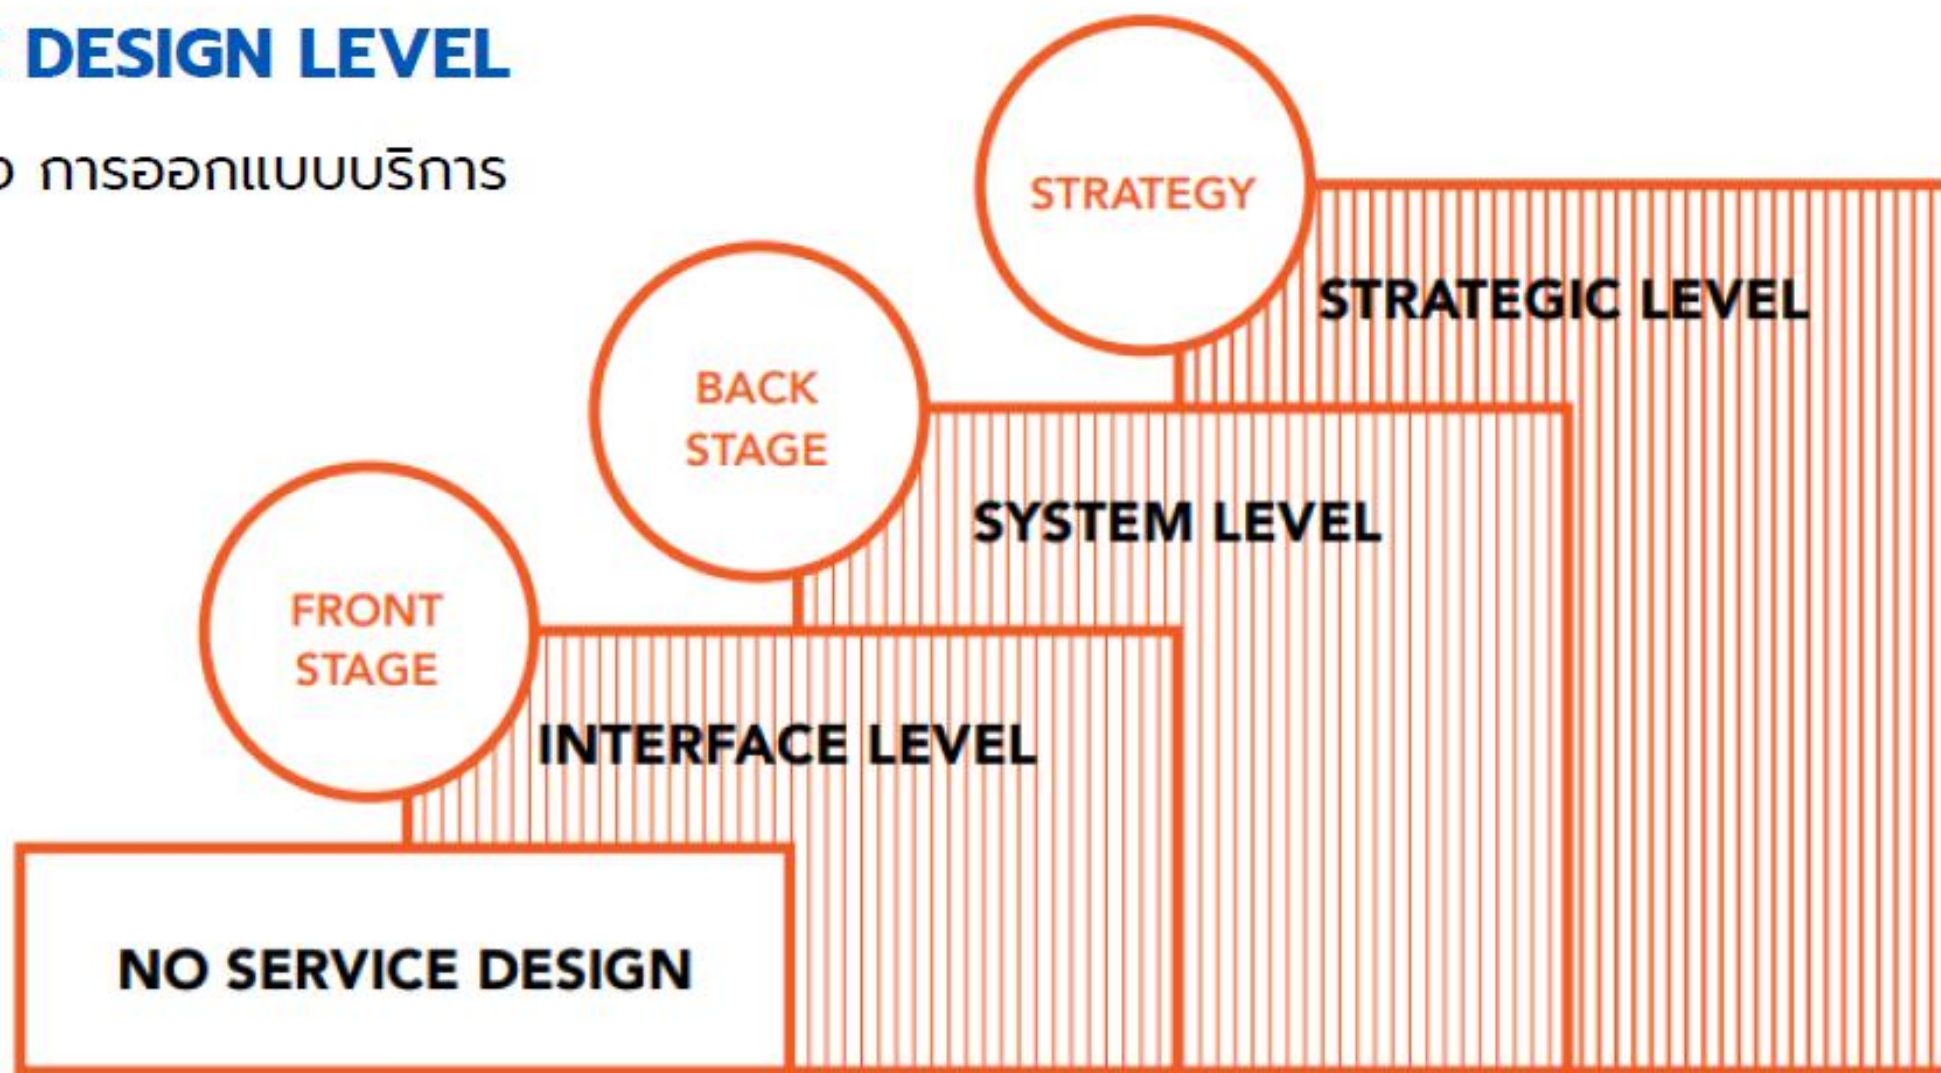 DESIGN LEVEL
การออกแบบบริการ
STRATEGY
STRATEGIC LEVEL
BACK
STAGE
SYSTEM LEVEL
FRONT
STAGE
INTERFACE LEVEL
NO SERVICE DESIGN